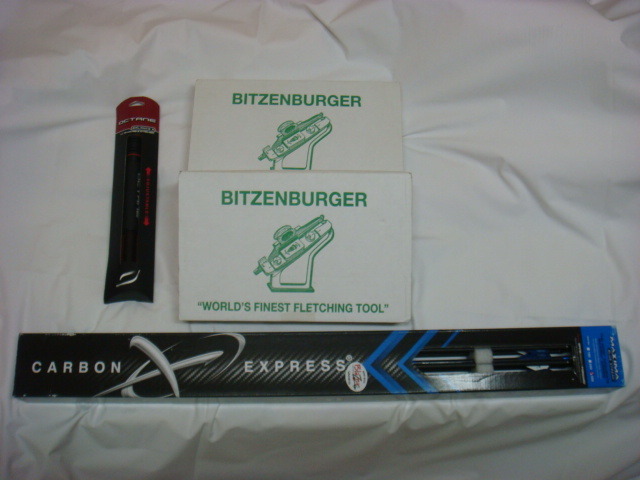 OCTANE
BITZENBURGER
BITZENBURGER
"WORLD'S FINEST FLETCHING TOOL"
CARBON EXPRESS®